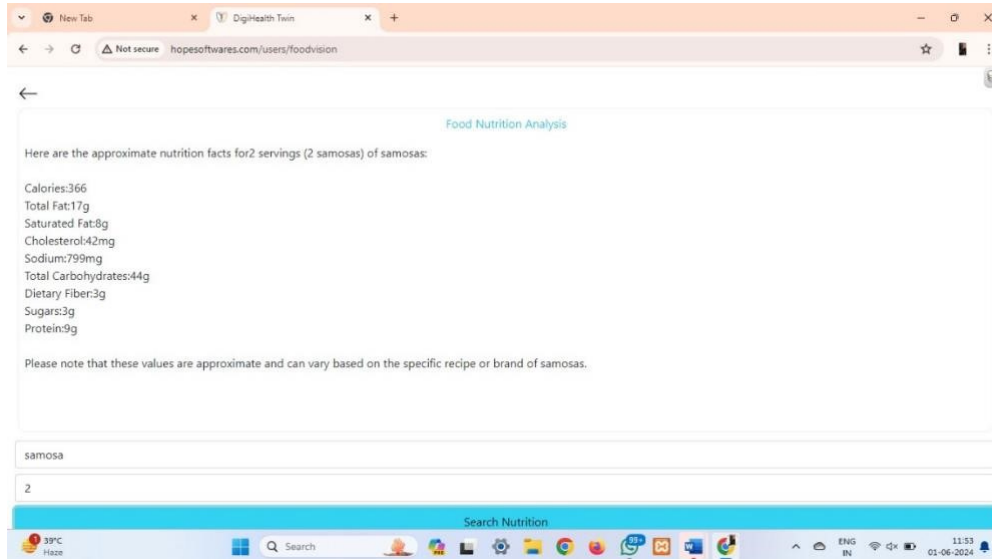 New Tab
DigiHealth Twin
Not secure
hopesoftwares.com/users/foodvision
Food Nutrition Analysis
Here are the approximate nutrition facts for2 servings (2 samosas) of samosas:
Calories:366
Total Fat:17g
Saturated Fat:8g
Cholesterol:42mg
Sodium:799mg
Total Carbohydrates:44g
Dietary Fiber:3g
Sugars:3g
Protein:9g
Please note that these values are approximate and can vary based on the specific recipe or brand of samosas.
samosa
2
Search Nutrition
39°C
Haze
Search
99+
ENG
IN
11:53
01-06-2024